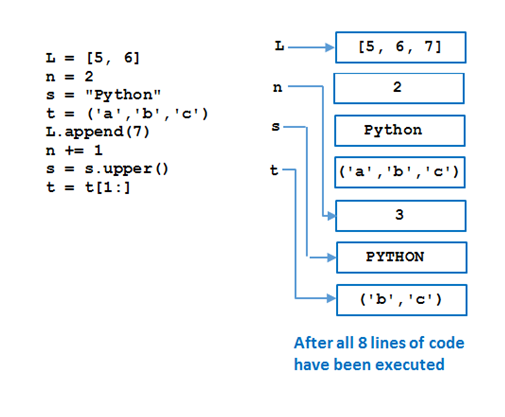 L = [5, 6]
n = 2
s = "Python"
t = ('a','b','c')
L.append(7)
n += 1
s = s.upper()
t = t[1:]
L
[5, 6, 7]
n
2
s
Python
t
('a','b','c')
3
PYTHON
('b','c')
After all 8 lines of code
have been executed